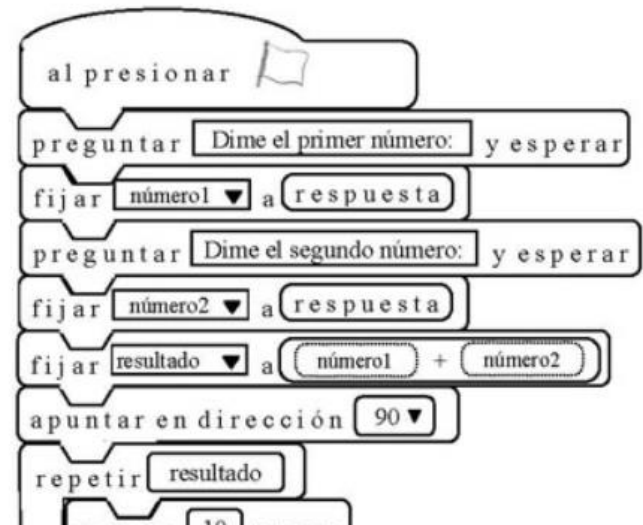 al presionar
preguntar Dime el primer número: y esperar
fijar número1 a respuesta
preguntar Dime el segundo número: y esperar
fijar número2 a respuesta
fijar resultado a número1 + número2
apuntar en dirección 90
repetir resultado
10